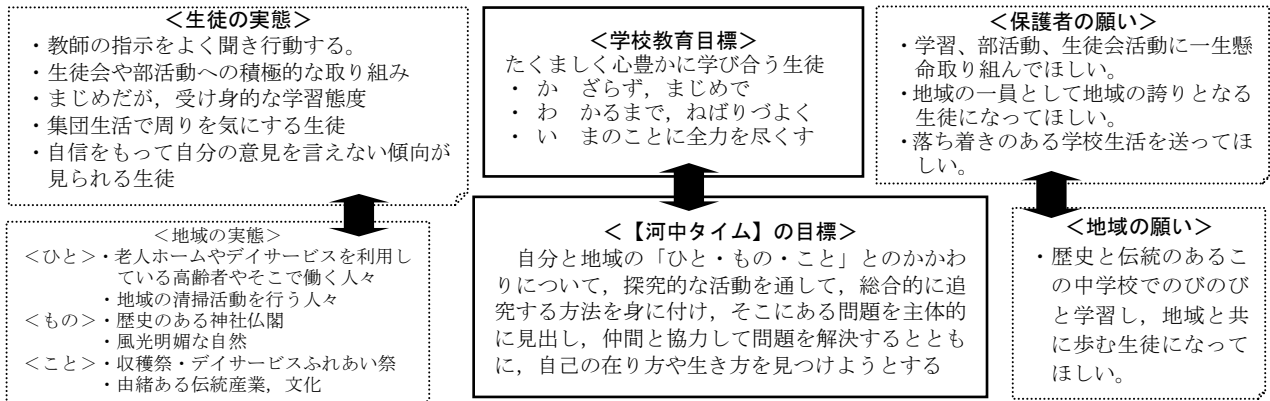 ＜生徒の実態＞
・教師の指示をよく聞き行動する。
・生徒会や部活動への積極的な取り組み
・まじめだが，受け身的な学習態度
・集団生活で周りを気にする生徒
・自信をもって自分の意見を言えない傾向が
見られる生徒
＜学校教育目標＞
たくましく心豊かに学び合う生徒
・ か　ざらず，まじめで
・ わ　かるまで，ねばりづよく
・ い　まのことに全力を尽くす
＜保護者の願い＞
・学習、部活動、生徒会活動に一生懸
命取り組んでほしい。
・地域の一員として地域の誇りとなる
生徒になってほしい。
・落ち着きのある学校生活を送ってほ
しい。
＜地域の実態＞
＜ひと＞・老人ホームやデイサービスを利用し
ている高齢者やそこで働く人々
・地域の清掃活動を行う人々
＜もの＞・歴史のある神社仏閣
・風光明媚な自然
＜こと＞・収穫祭・デイサービスふれあい祭
・由緒ある伝統産業，文化
＜【河中タイム】の目標＞
自分と地域の「ひと・もの・こと」とのかかわ
りについて，探究的な活動を通して，総合的に追
究する方法を身に付け，そこにある問題を主体的
に見出し，仲間と協力して問題を解決するととも
に，自己の在り方や生き方を見つけようとする
＜地域の願い＞
・歴史と伝統のあるこ
の中学校でのびのび
と学習し，地域と共
に歩む生徒になって
ほしい。